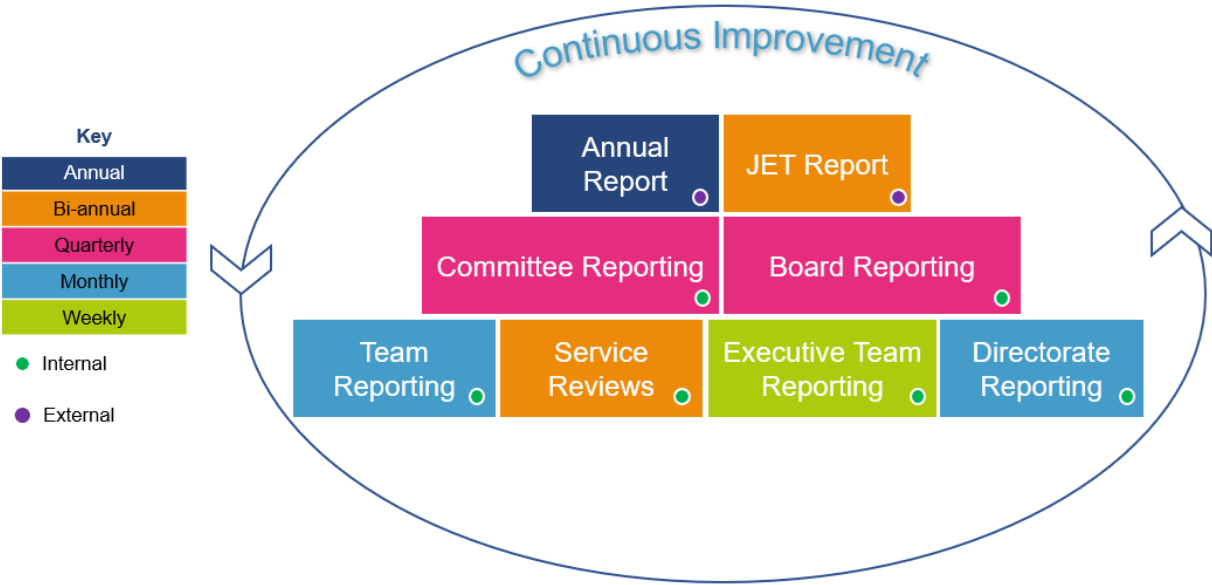 Continuous Improvement
Key
Annual
Bi-annual
Quarterly
Monthly
Weekly
Internal
External
Annual
Report
JET Report
Committee Reporting
Board Reporting
Team
Reporting
Service
Reviews
Executive Team
Reporting
Directorate
Reporting